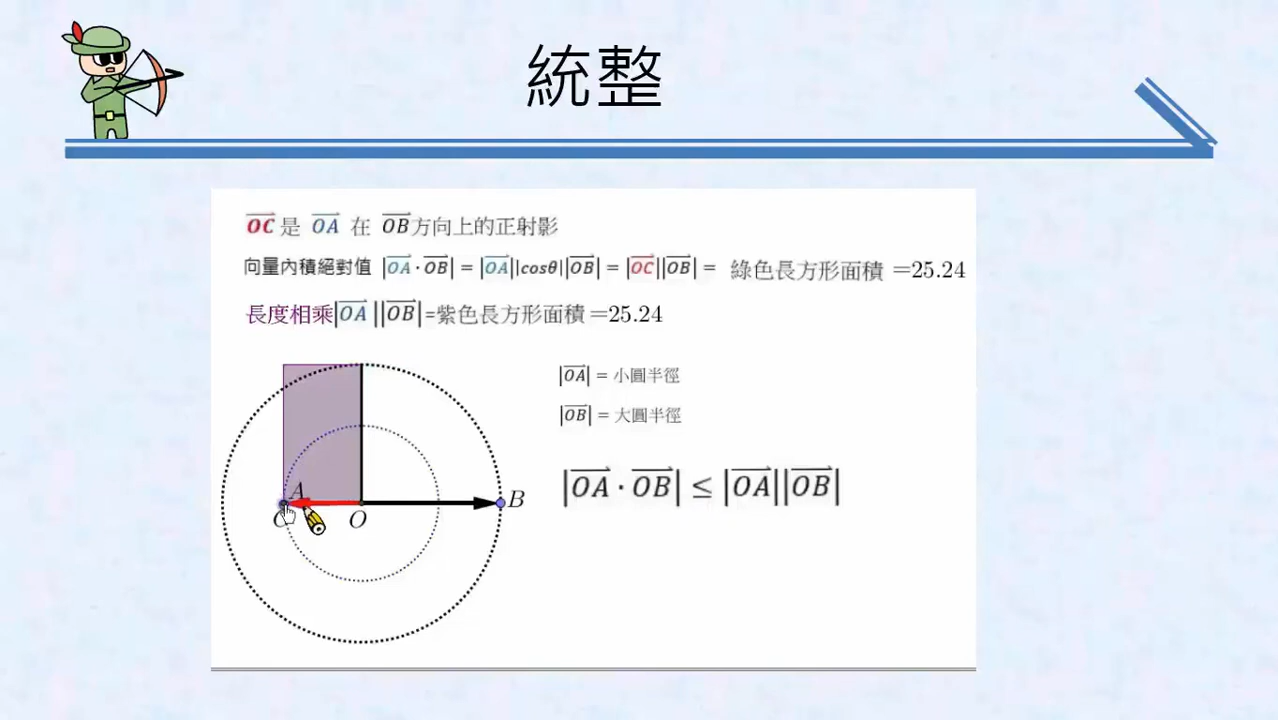 統整
OC 是 OA 在 OB方向上的正射影
向量內積絕對值 |OA · OB| = |OA||cosθ||OB| = |OC||OB| = 綠色長方形面積 =25.24
長度相乘|OA ||OB|=紫色長方形面積 =25.24
|OA| = 小圓半徑
|OB| = 大圓半徑
|OA · OB| ≤ |OA||OB|
A
B
C
O